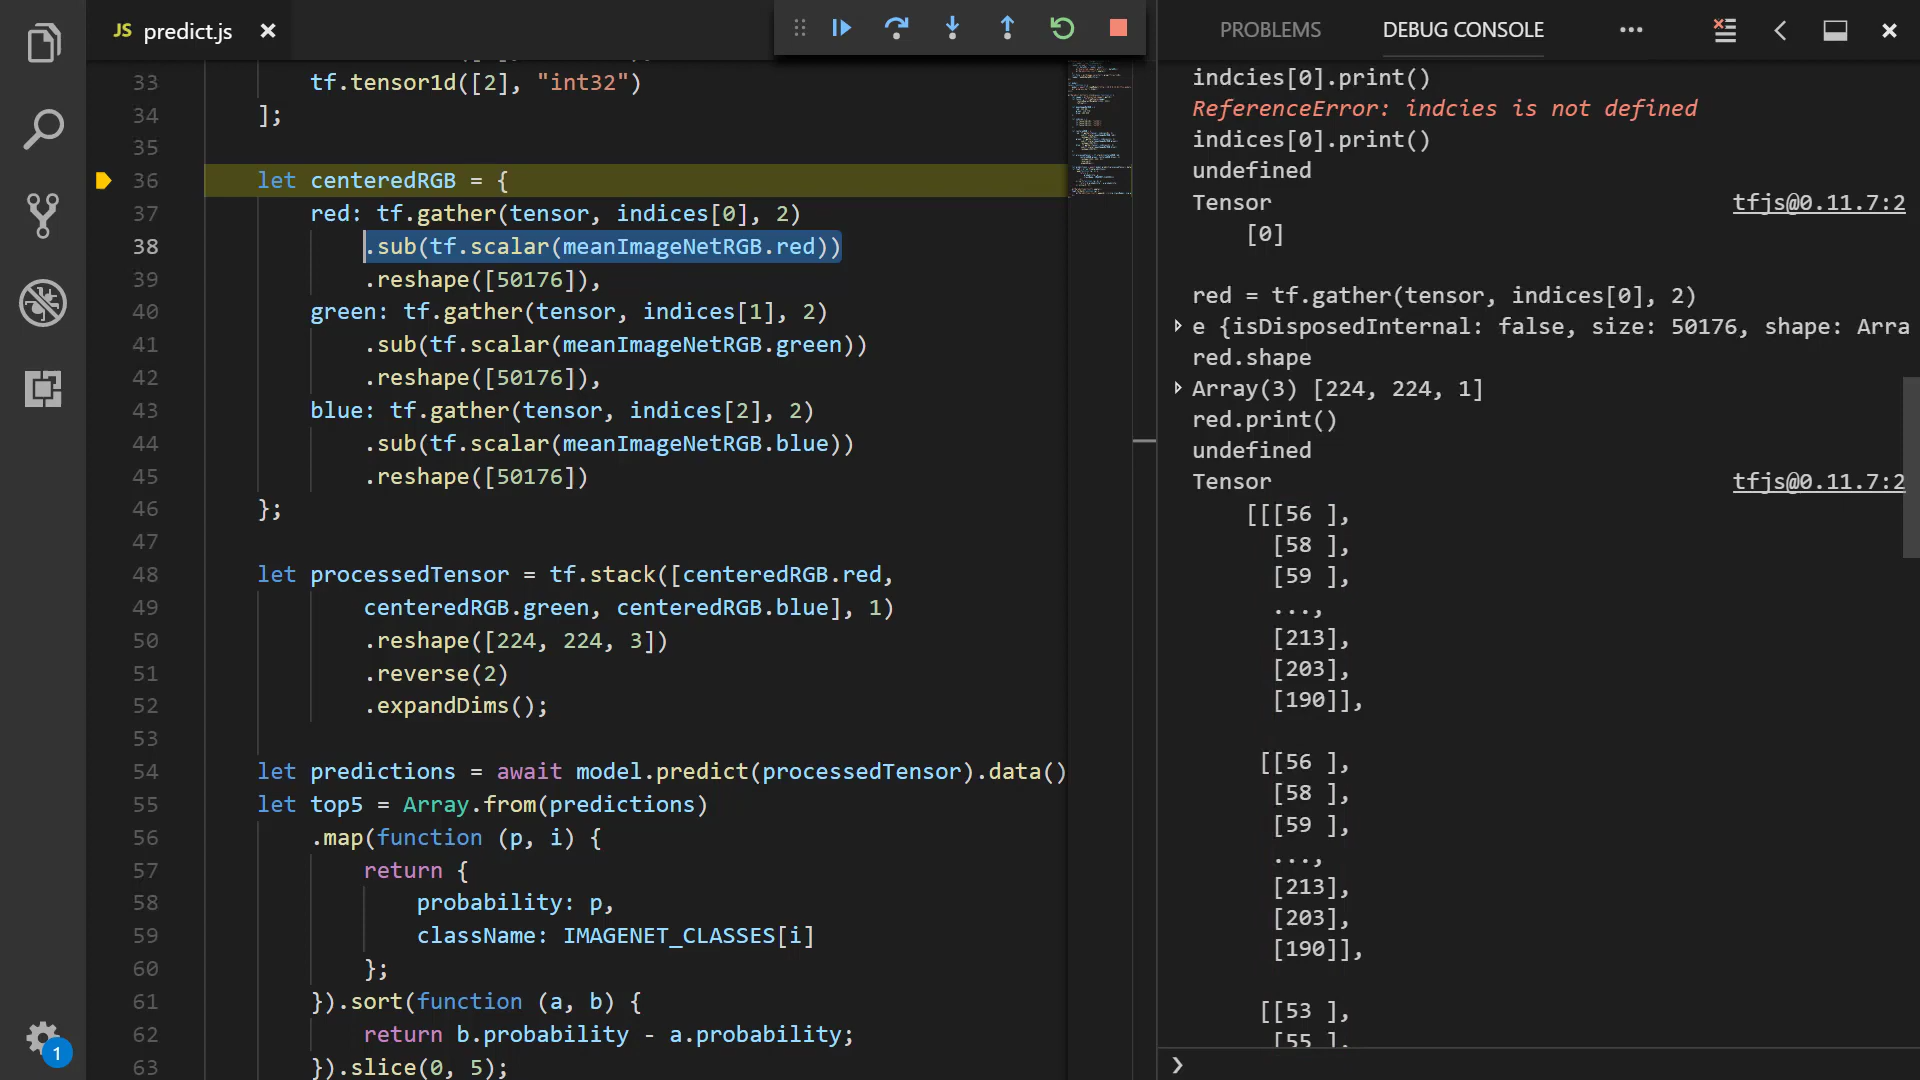 JS predict.js
33 tf.tensor1d([2], "int32")
34 ];
35
36 let centeredRGB = {
37 red: tf.gather(tensor, indices[0], 2)
38 .sub(tf.scalar(meanImageNetRGB.red))
39 .reshape([50176]),
40 green: tf.gather(tensor, indices[1], 2)
41 .sub(tf.scalar(meanImageNetRGB.green))
42 .reshape([50176]),
43 blue: tf.gather(tensor, indices[2], 2)
44 .sub(tf.scalar(meanImageNetRGB.blue))
45 .reshape([50176])
46 };
47
48 let processedTensor = tf.stack([centeredRGB.red,
49 centeredRGB.green, centeredRGB.blue], 1)
50 .reshape([224, 224, 3])
51 .reverse(2)
52 .expandDims();
53
54 let predictions = await model.predict(processedTensor).data()
55 let top5 = Array.from(predictions)
56 .map(function (p, i) {
57 return {
58 probability: p,
59 className: IMAGENET_CLASSES[i]
60 };
61 }).sort(function (a, b) {
62 return b.probability - a.probability;
63 }).slice(0, 5);
1
PROBLEMS DEBUG CONSOLE
indcies[0].print()
ReferenceError: indcies is not defined
indices[0].print()
undefined
Tensor tfjs@0.11.7:2
[0]
red = tf.gather(tensor, indices[0], 2)
e {isDisposedInternal: false, size: 50176, shape: Arra
red.shape
Array(3) [224, 224, 1]
red.print()
undefined
Tensor tfjs@0.11.7:2
[[[56 ],
[58 ],
[59 ],
...,
[213],
[203],
[190]],
[[56 ],
[58 ],
[59 ],
...,
[213],
[203],
[190]],
[[53 ],
[55 ],